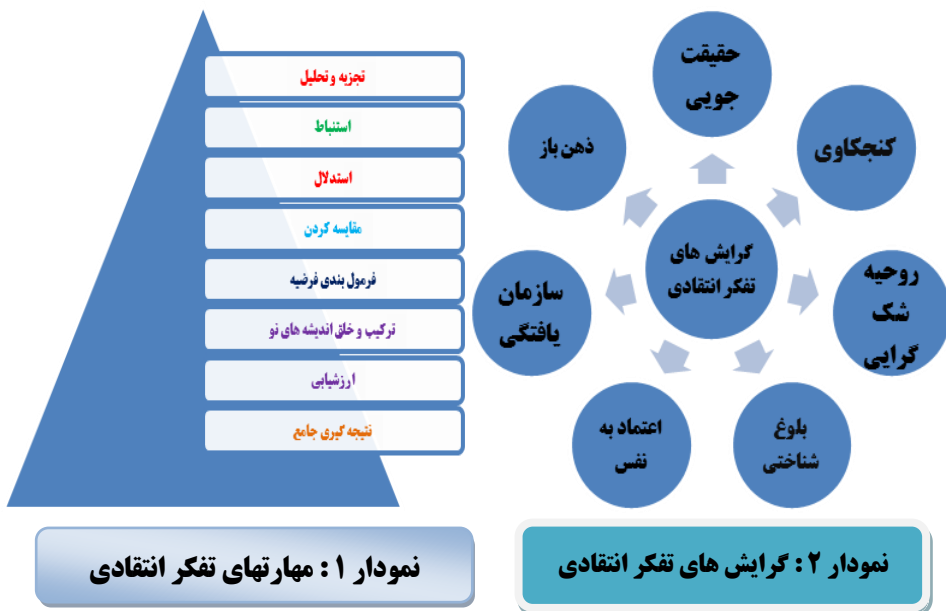 حقیقت
جویی
کنجکاوی
روحیه
شک
گرایی
بلوغ
شناختی
اعتماد به
نفس
سازمان
یافتگی
ذهن باز
گرایش های
تفکر انتقادی
نمودار ۲ : گرایش های تفکر انتقادی
تجزیه و تحلیل
استنباط
استدلال
مقایسه کردن
فرمول بندی فرضیه
ترکیب و خلق اندیشه های نو
ارزشیابی
نتیجه گیری جامع
نمودار ۱ : مهارتهای تفکر انتقادی